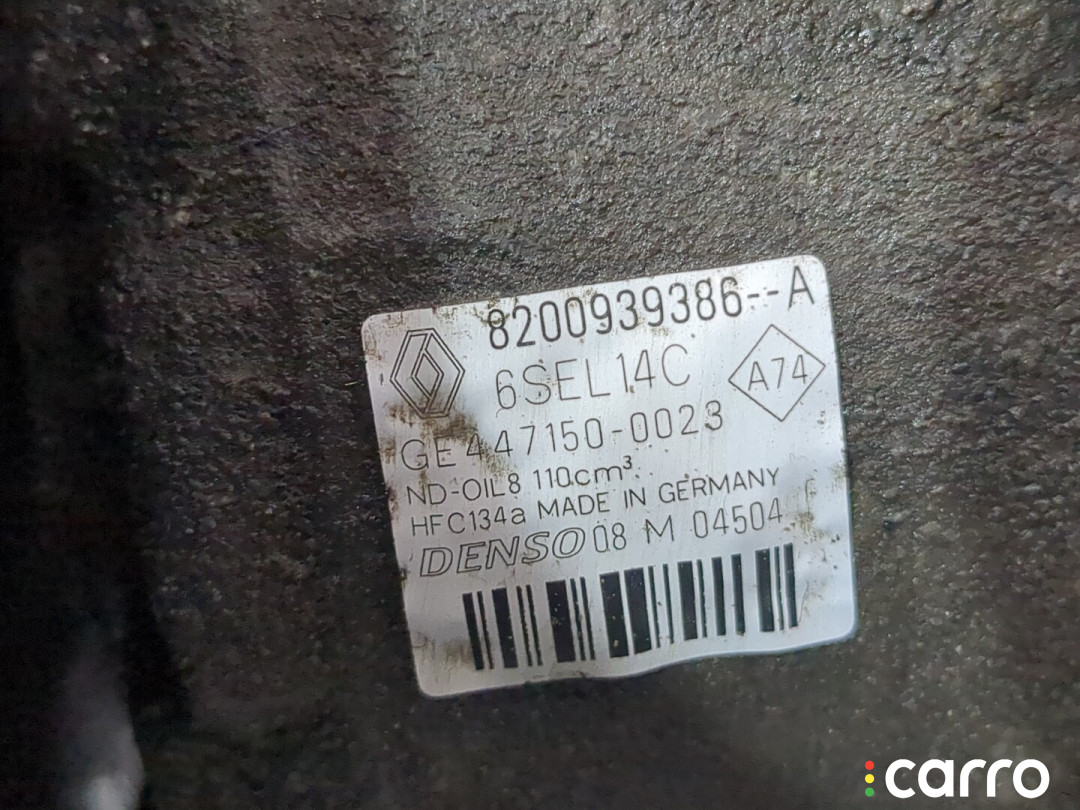 8200939386--A
6SEL14C
A74
GE447150-0023
ND-OIL8 110cm³
HFC134a MADE IN GERMANY
DENSO 08 M 04504
carro